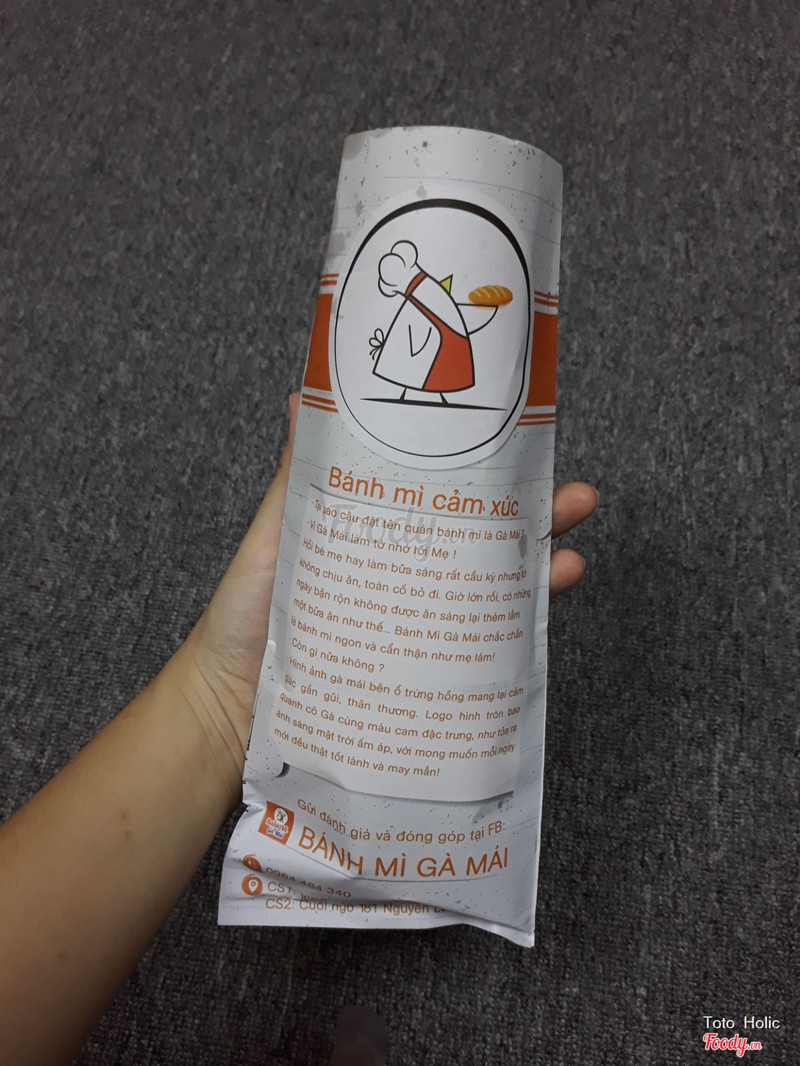 Bánh mì cảm xúc
- Tại sao cậu đặt tên quán bánh mì là Gà Mái ?
- Vì Gà Mái làm tớ nhớ tới Mẹ !
Hồi bé mẹ hay làm bữa sáng rất cầu kỳ nhưng tớ
không chịu ăn, toàn cố bỏ đi. Giờ lớn rồi, có những
ngày bận rộn không được ăn sáng lại thèm lắm
một bữa ăn như thế... Bánh Mì Gà Mái chắc chắn
là bánh mì ngon và cẩn thận như mẹ làm!
- Còn gì nữa không ?
- Hình ảnh gà mái bên ổ trứng hồng mang lại cảm
giác gần gũi, thân thương. Logo hình tròn bao
quanh cô Gà cùng màu cam đặc trưng, như tỏa ra
ánh sáng mặt trời ấm áp, với mong muốn mỗi ngày
mới đều thật tốt lành và may mắn!
Gửi đánh giá và đóng góp tại FB:
BÁNH MÌ GÀ MÁI
0964 464 340
CS1:
CS2: Cuối ngõ 181 Nguyễn
Foody.vn
Toto Holic
Foody.vn